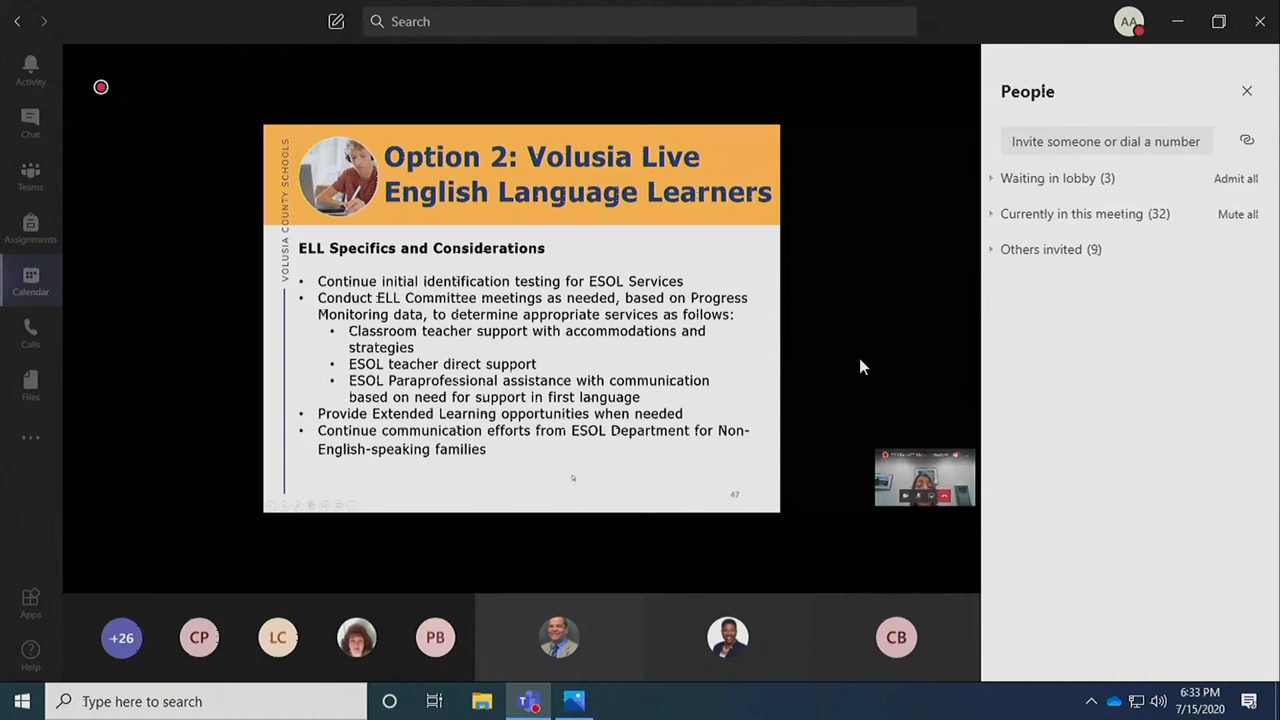 Search
AA
Activity
Chat
Teams
Assignments
Calendar
Calls
Files
Apps
Help
VOLUSIA COUNTY SCHOOLS
Option 2: Volusia Live
English Language Learners
ELL Specifics and Considerations
• Continue initial identification testing for ESOL Services
• Conduct ELL Committee meetings as needed, based on Progress
Monitoring data, to determine appropriate services as follows:
• Classroom teacher support with accommodations and
strategies
• ESOL teacher direct support
• ESOL Paraprofessional assistance with communication
based on need for support in first language
• Provide Extended Learning opportunities when needed
• Continue communication efforts from ESOL Department for Non-
English-speaking families
47
People
Invite someone or dial a number
Waiting in lobby (3) Admit all
Currently in this meeting (32) Mute all
Others invited (9)
+26
CP
LC
PB
CB
Type here to search
6:33 PM
7/15/2020